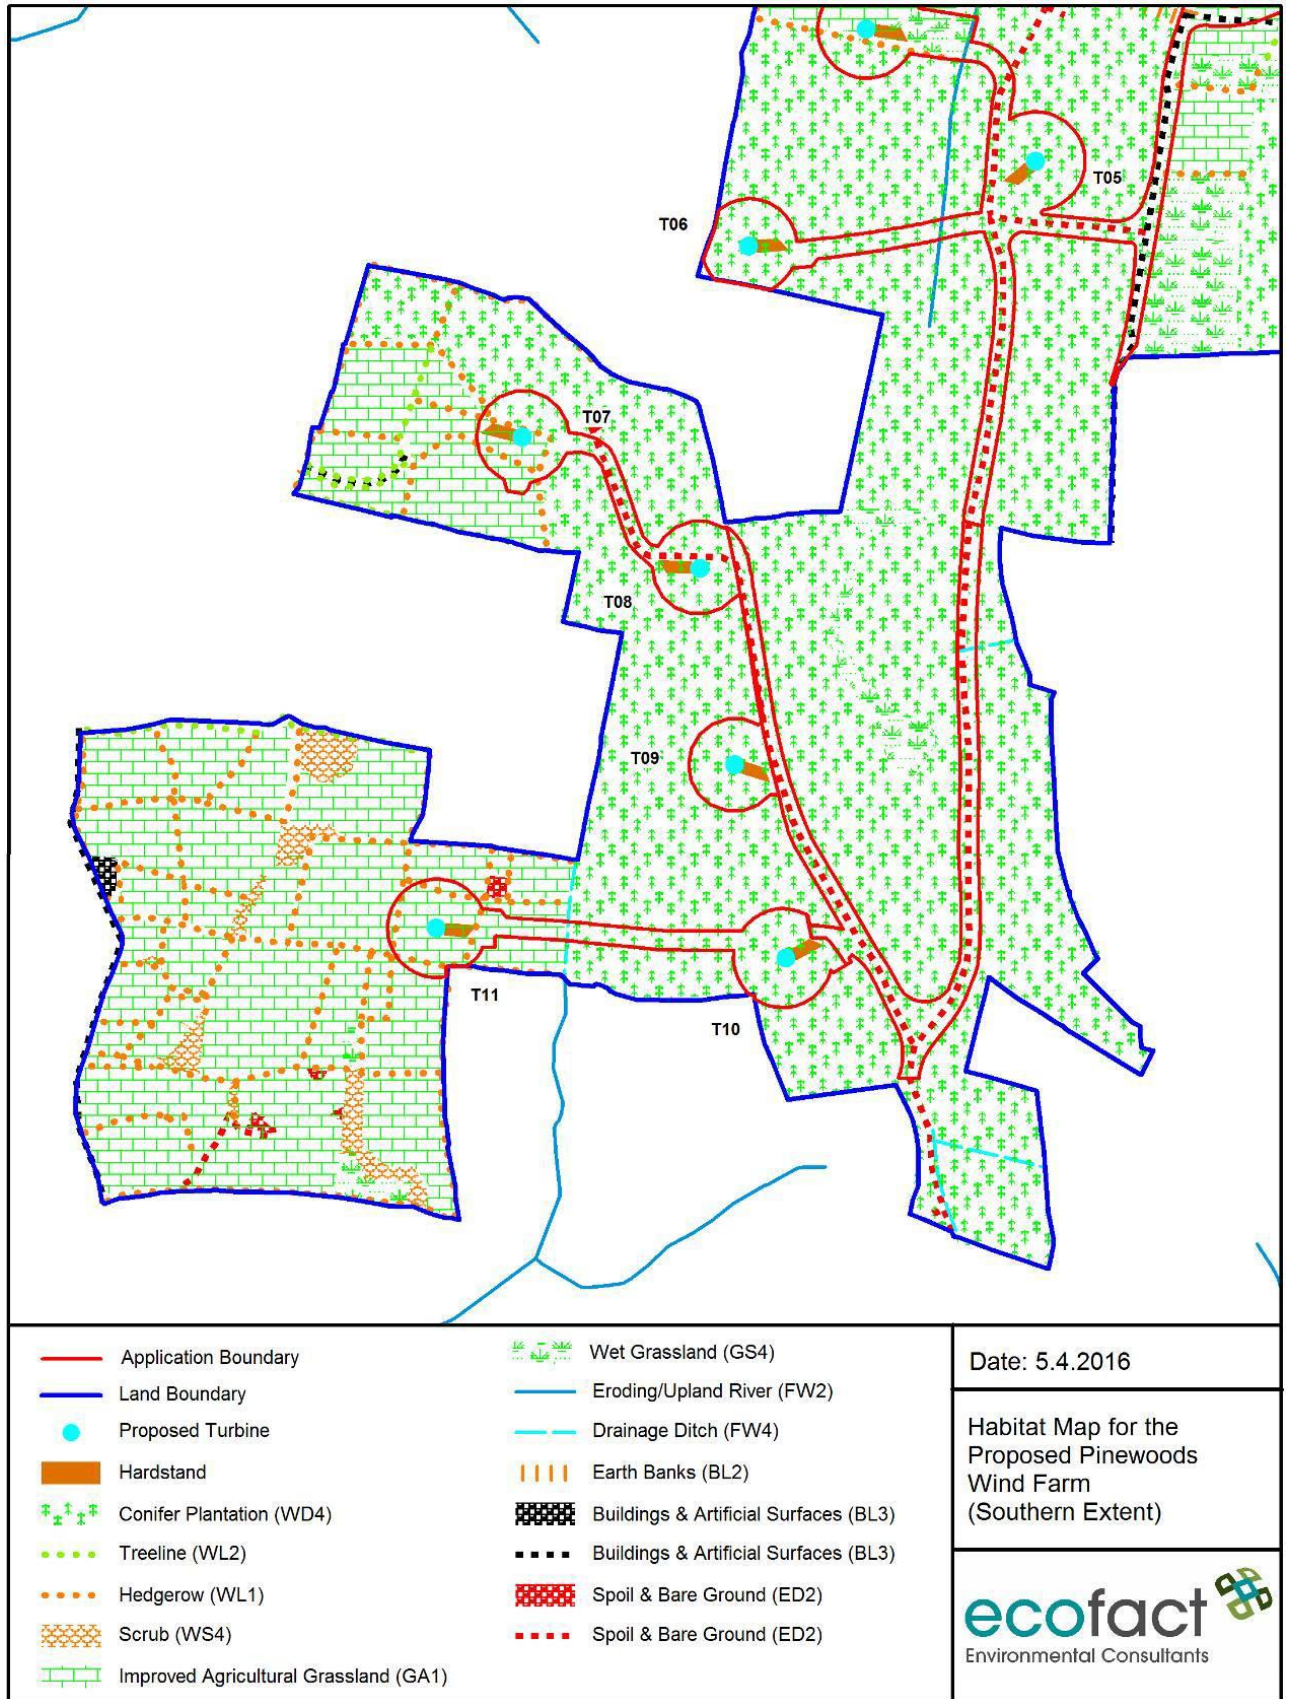 T05
T06
T07
T08
T09
T11
T10
Application Boundary
Land Boundary
Proposed Turbine
Hardstand
Conifer Plantation (WD4)
Treeline (WL2)
Hedgerow (WL1)
Scrub (WS4)
Improved Agricultural Grassland (GA1)
Wet Grassland (GS4)
Eroding/Upland River (FW2)
Drainage Ditch (FW4)
Earth Banks (BL2)
Buildings & Artificial Surfaces (BL3)
Buildings & Artificial Surfaces (BL3)
Spoil & Bare Ground (ED2)
Spoil & Bare Ground (ED2)
Date: 5.4.2016
Habitat Map for the
Proposed Pinewoods
Wind Farm
(Southern Extent)
ecofact
Environmental Consultants